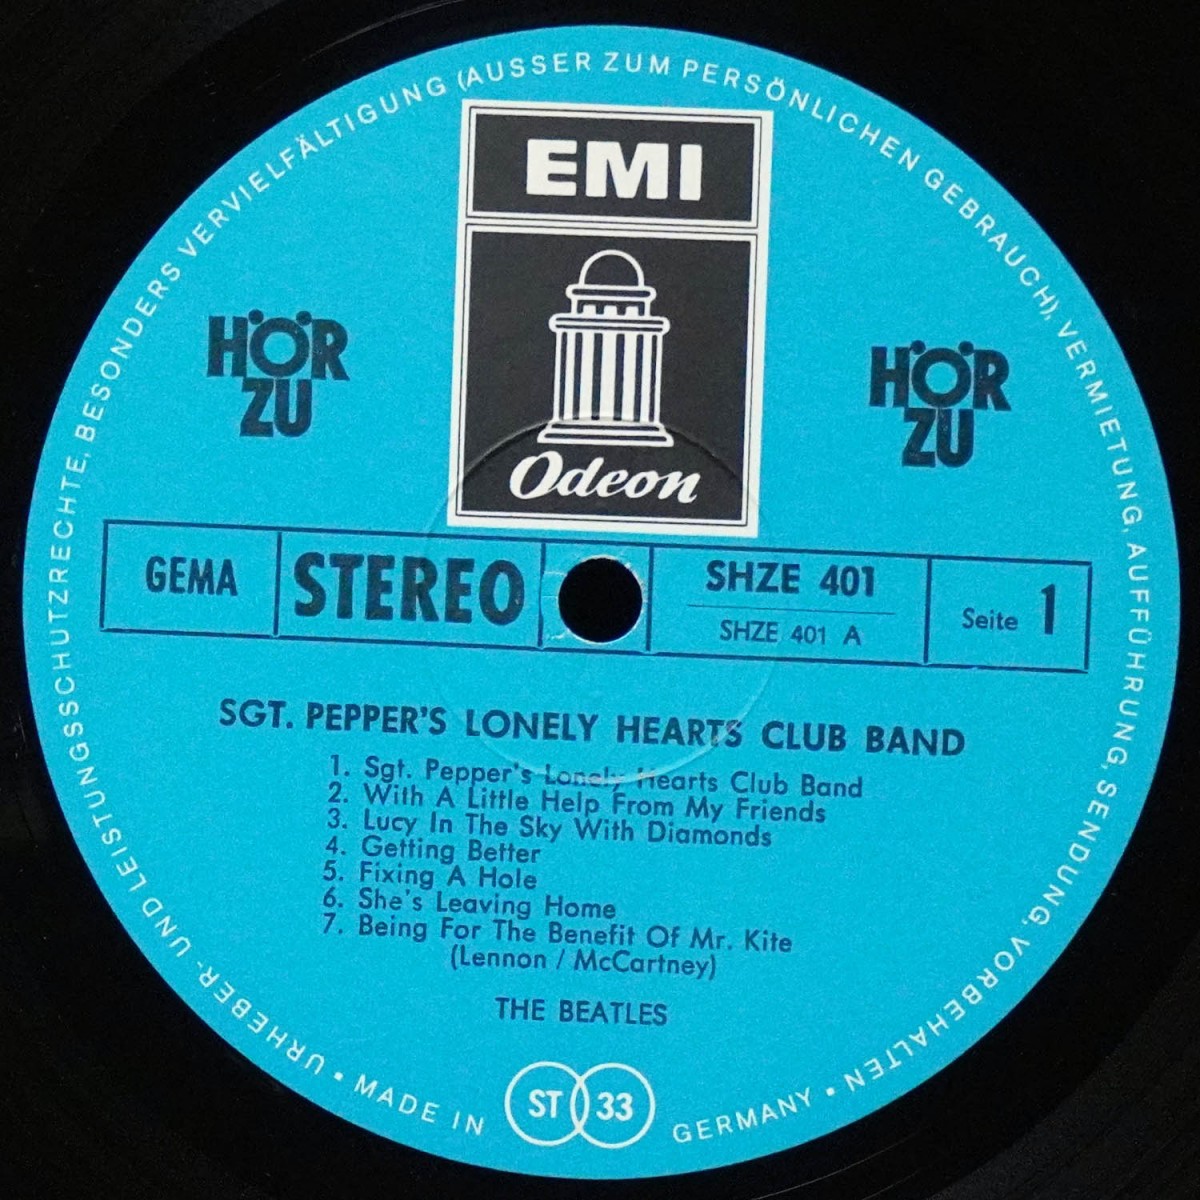 URHEBER- UND LEISTUNGSSCHUTZRECHTE, BESONDERS VERVIELFÄLTIGUNG (AUSSER ZUM PERSÖNLICHEN GEBRAUCH), VERMIETUNG, AUFFÜHRUNG, SENDUNG, VORBEHALTEN
EMI
Odeon
HÖR
ZU
HÖR
ZU
GEMA STEREO SHZE 401 Seite 1
SHZE 401 A
SGT. PEPPER'S LONELY HEARTS CLUB BAND
1. Sgt. Pepper's Lonely Hearts Club Band
2. With A Little Help From My Friends
3. Lucy In The Sky With Diamonds
4. Getting Better
5. Fixing A Hole
6. She's Leaving Home
7. Being For The Benefit Of Mr. Kite
(Lennon / McCartney)
THE BEATLES
• MADE IN ST 33 GERMANY •